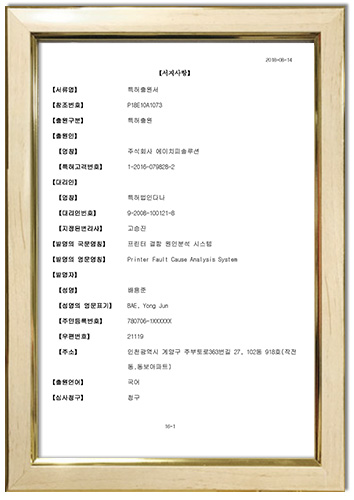 2018-08-14
【서지사항】
【서류명】 특허출원서
【참조번호】 P18E10A1073
【출원구분】 특허출원
【출원인】
【명칭】 주식회사 에이치피솔루션
【특허고객번호】 1-2016-079828-2
【대리인】
【명칭】 특허법인다나
【대리인번호】 9-2008-100121-8
【지정된변리사】 고승진
【발명의 국문명칭】 프린터 결함 원인분석 시스템
【발명의 영문명칭】 Printer Fault Cause Analysis System
【발명자】
【성명】 배용준
【성명의 영문표기】 BAE, Yong Jun
【주민등록번호】 780706-1XXXXXX
【우편번호】 21119
【주소】 인천광역시 계양구 주부토로363번길 27, 102동 918호(작전
동,동보아파트)
【출원언어】 국어
【심사청구】 청구
16-1